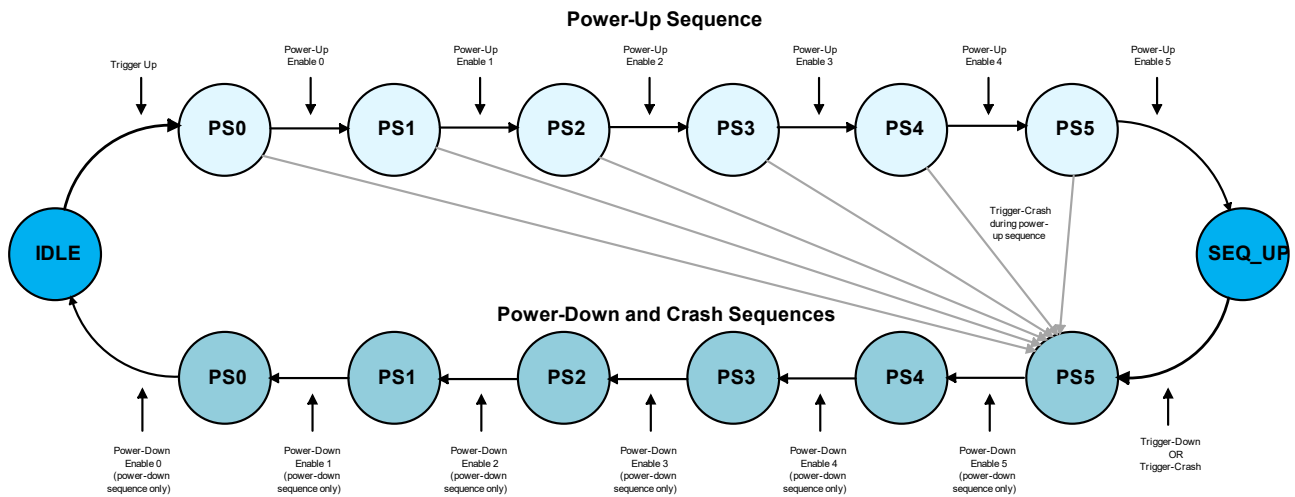 Power-Up Sequence
Trigger Up
Power-Up
Enable 0
Power-Up
Enable 1
Power-Up
Enable 2
Power-Up
Enable 3
Power-Up
Enable 4
Power-Up
Enable 5
PS0
PS1
PS2
PS3
PS4
PS5
Trigger-Crash
during power-
up sequence
IDLE
SEQ_UP
Power-Down and Crash Sequences
PS0
PS1
PS2
PS3
PS4
PS5
Power-Down
Enable 0
(power-down
sequence only)
Power-Down
Enable 1
(power-down
sequence only)
Power-Down
Enable 2
(power-down
sequence only)
Power-Down
Enable 3
(power-down
sequence only)
Power-Down
Enable 4
(power-down
sequence only)
Power-Down
Enable 5
(power-down
sequence only)
Trigger-Down
OR
Trigger-Crash